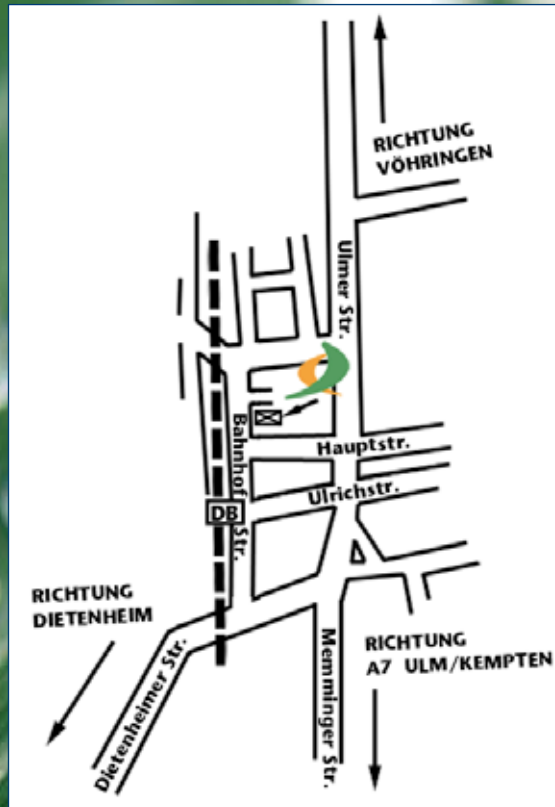 RICHTUNG
VÖHRINGEN
Ulmer Str.
Hauptstr.
Bahnhof Str.
Ulrichstr.
DB
RICHTUNG
DIETENHEIM
RICHTUNG
A7 ULM/KEMPTEN
Dietenheimer Str.
Memminger Str.